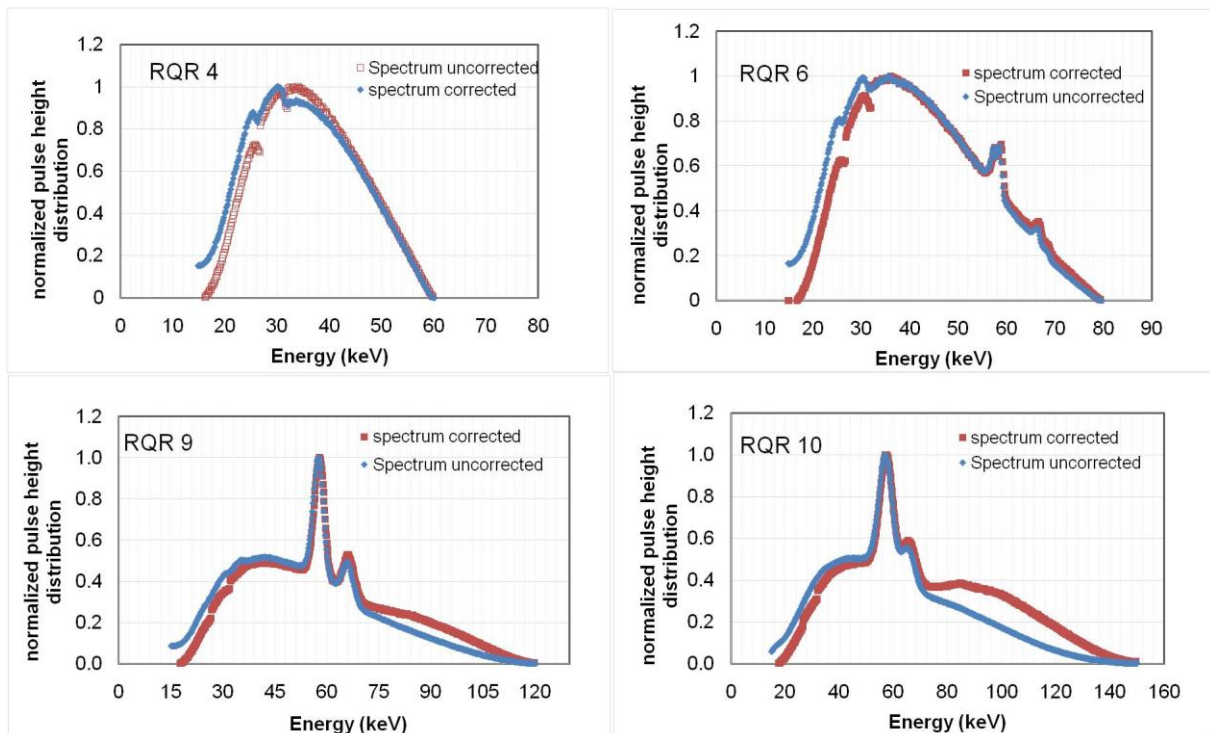 RQR 4
Spectrum uncorrected
spectrum corrected
normalized pulse height
distribution
1.2
1
0.8
0.6
0.4
0.2
0
0 10 20 30 40 50 60 70 80
Energy (keV)
RQR 6
spectrum corrected
Spectrum uncorrected
normalized pulse height
distribution
1.2
1
0.8
0.6
0.4
0.2
0
0 10 20 30 40 50 60 70 80 90
Energy (keV)
RQR 9
spectrum corrected
Spectrum uncorrected
normalized pulse height
distribution
1.2
1.0
0.8
0.6
0.4
0.2
0.0
0 15 30 45 60 75 90 105 120
Energy (keV)
RQR 10
spectrum corrected
Spectrum uncorrected
normalized pulse height
distribution
1.2
1.0
0.8
0.6
0.4
0.2
0.0
0 20 40 60 80 100 120 140 160
Energy (keV)